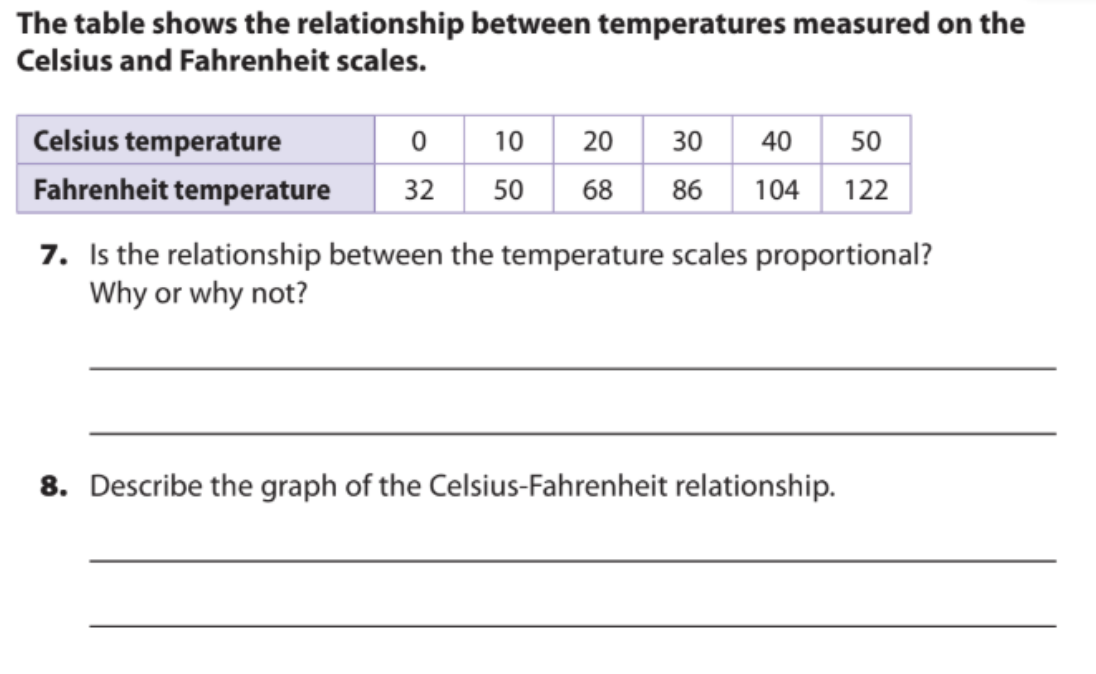 The table shows the relationship between temperatures measured on the
Celsius and Fahrenheit scales.
Celsius temperature 0 10 20 30 40 50
Fahrenheit temperature 32 50 68 86 104 122
7. Is the relationship between the temperature scales proportional?
Why or why not?
8. Describe the graph of the Celsius-Fahrenheit relationship.